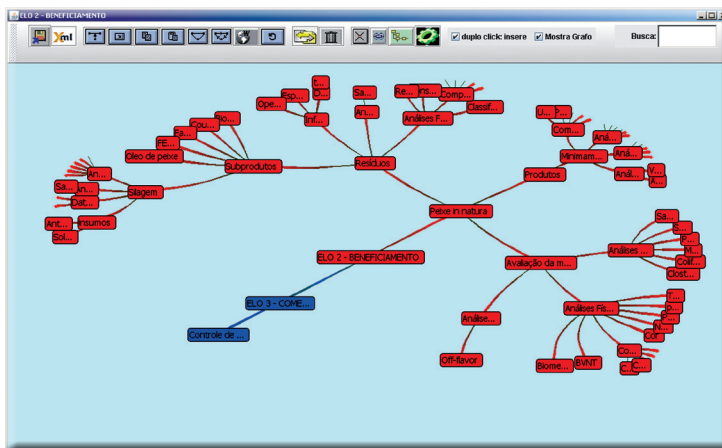 ELO 2 - BENEFICIAMENTO
Xml
duplo click: insere
Mostra Grafo
Busca:
t...
D...
Esp...
Ope...
Inf...
Sa...
An...
Re...
Comp...
Classif...
Análises F...
Bio...
Cou...
Fa...
FE...
Oleo de peixe
Subprodutos
Resíduos
U...
P...
Com...
Aná...
Minimam...
Aná...
Anál...
V...
A...
Produtos
An...
Sa...
An...
Dat...
Silagem
Ant...
insumos
Sol...
Peixe in natura
Sa...
S...
P...
M...
Colif...
Clost...
Análises ...
ELO 2 - BENEFICIAMENTO
Avaliação da m...
ELO 3 - COME...
Controle de ...
Análise...
Off-flavor
Análises Fís...
T...
P...
P...
N...
Cor
Co...
C...
C...
BVNT
Biome...